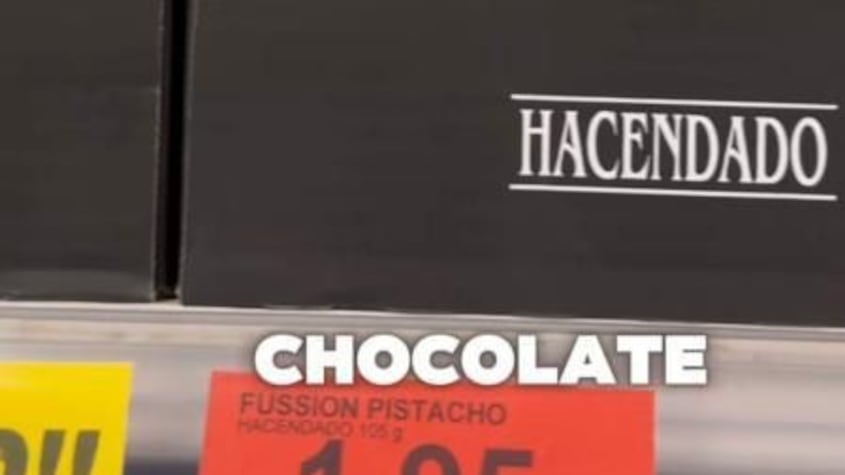 HACENDADO
CHOCOLATE
FUSSION PISTACHO
HACENDADO 105 g